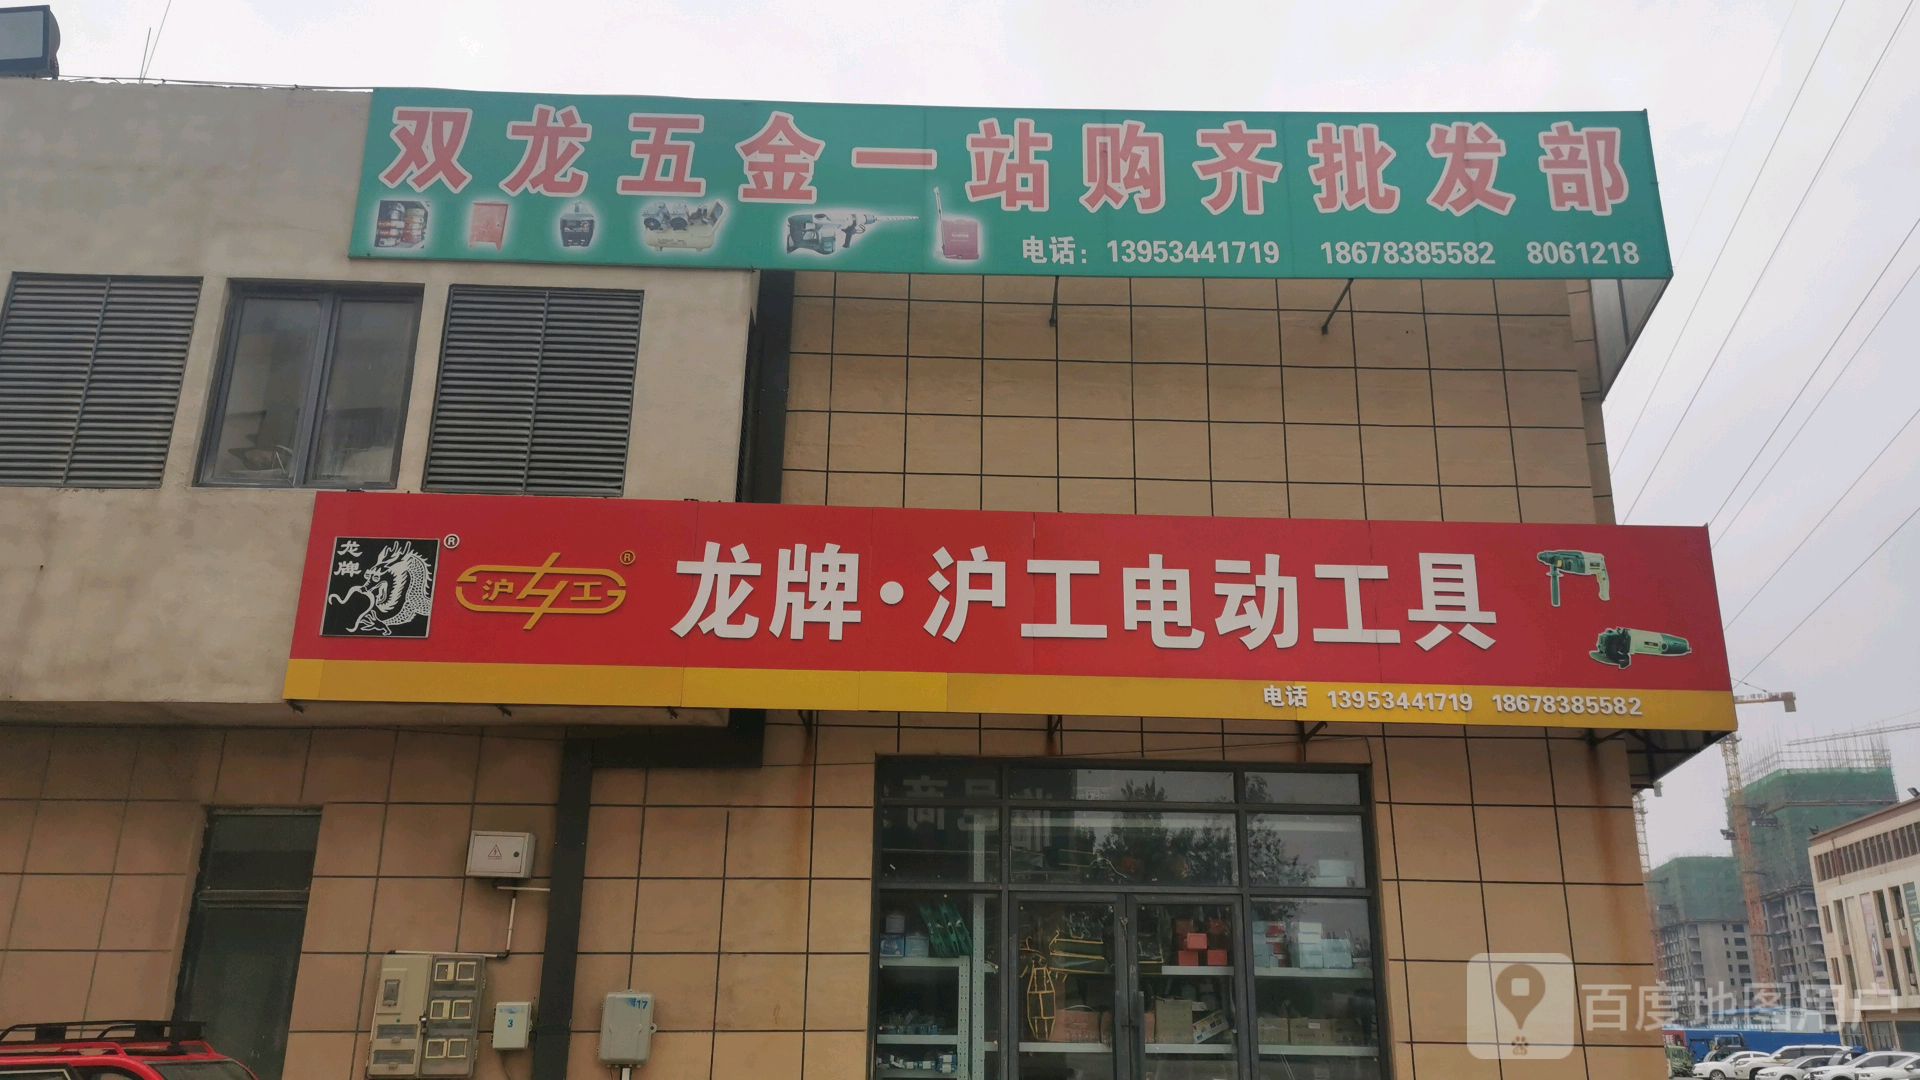 双龙五金一站购齐批发部
电话：13953441719 18678385582 8061218
龙牌 ® 沪工 ® 龙牌·沪工电动工具
电话 13953441719 18678385582
3
17
百度地图用户